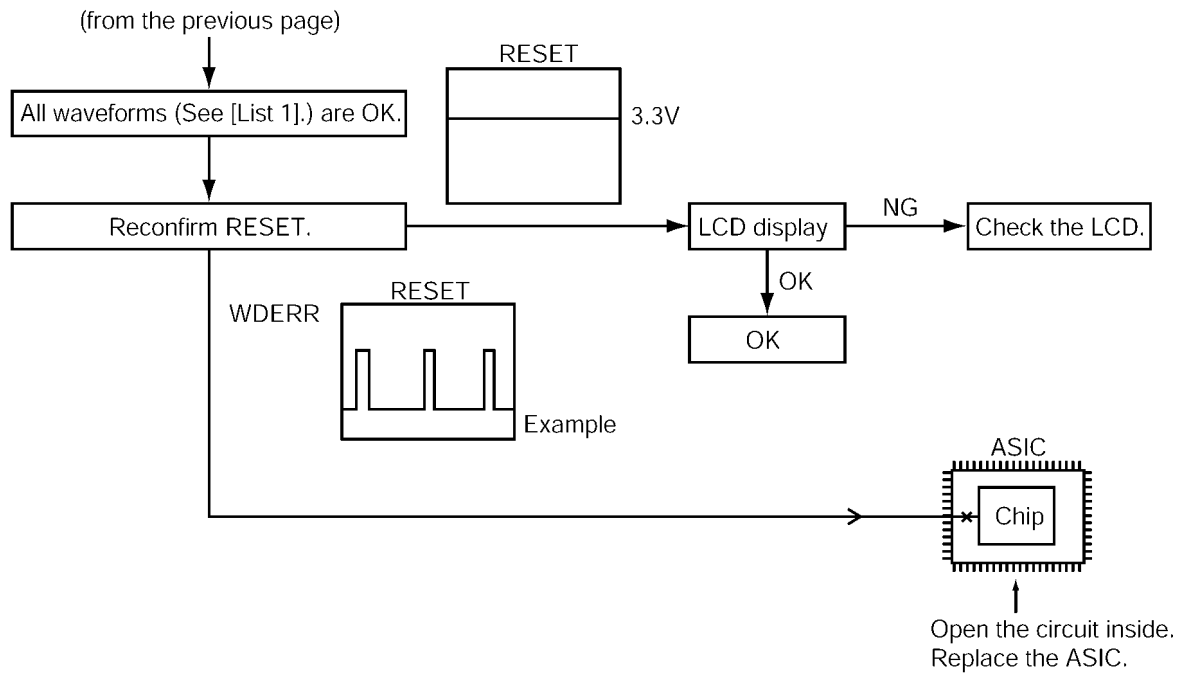 (from the previous page)
All waveforms (See [List 1].) are OK.
RESET
3.3V
Reconfirm RESET.
LCD display
NG
Check the LCD.
OK
OK
WDERR
RESET
Example
ASIC
Chip
Open the circuit inside.
Replace the ASIC.